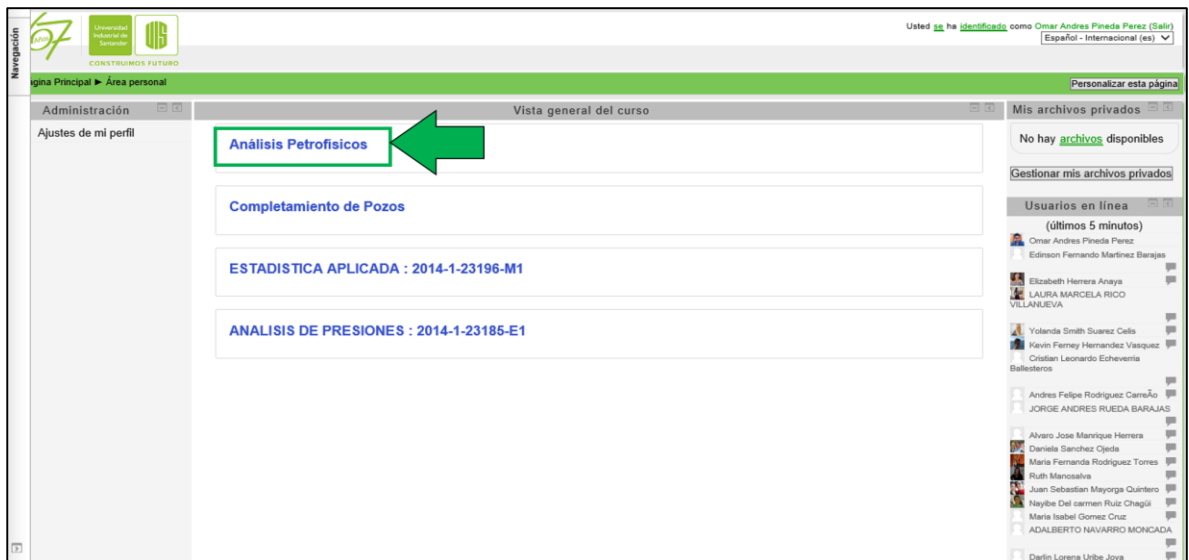 Navegación
67
AÑOS
Universidad
Industrial de
Santander
UIS
CONSTRUIMOS FUTURO
Usted se ha identificado como Omar Andres Pineda Perez (Salir)
Español - Internacional (es)
agina Principal ► Área personal
Personalizar esta página
Administración
Ajustes de mi perfil
Vista general del curso
Análisis Petrofísicos
Completamiento de Pozos
ESTADISTICA APLICADA : 2014-1-23196-M1
ANALISIS DE PRESIONES : 2014-1-23185-E1
Mis archivos privados
No hay archivos disponibles
Gestionar mis archivos privados
Usuarios en línea
(últimos 5 minutos)
Omar Andres Pineda Perez
Edinson Fernando Martinez Barajas
Elizabeth Herrera Anaya
LAURA MARCELA RICO
VILLANUEVA
Yolanda Smith Suarez Celis
Kevin Ferney Hernandez Vasquez
Cristian Leonardo Echeverria
Ballesteros
Andres Felipe Rodriguez CarreÃo
JORGE ANDRES RUEDA BARAJAS
Alvaro Jose Manrique Herrera
Daniela Sanchez Ojeda
Maria Fernanda Rodriguez Torres
Ruth Manosalva
Juan Sebastian Mayorga Quintero
Nayibe Del carmen Ruiz Chagüi
Maria Isabel Gomez Cruz
ADALBERTO NAVARRO MONCADA
Darlin Lorena Uribe Joya